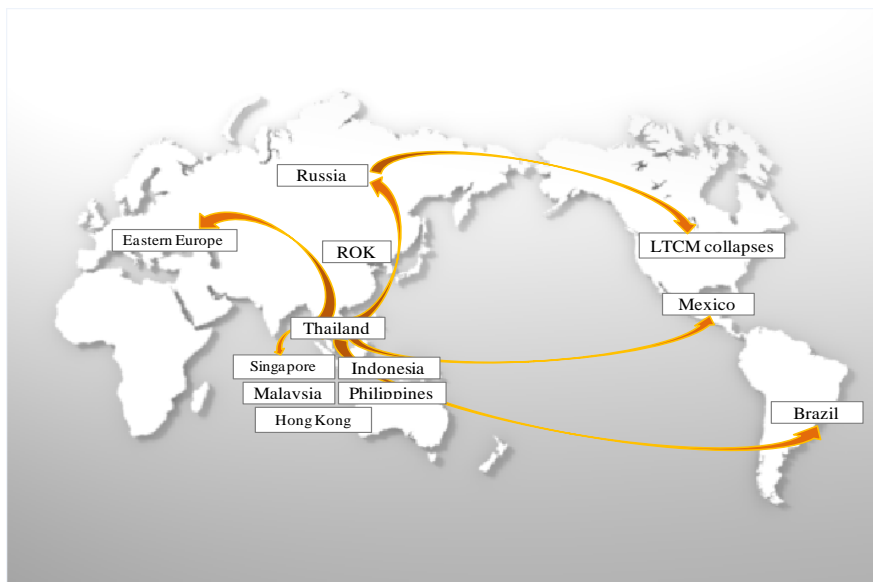 Russia
Eastern Europe
ROK
LTCM collapses
Mexico
Thailand
Singapore
Indonesia
Malaysia
Philippines
Hong Kong
Brazil